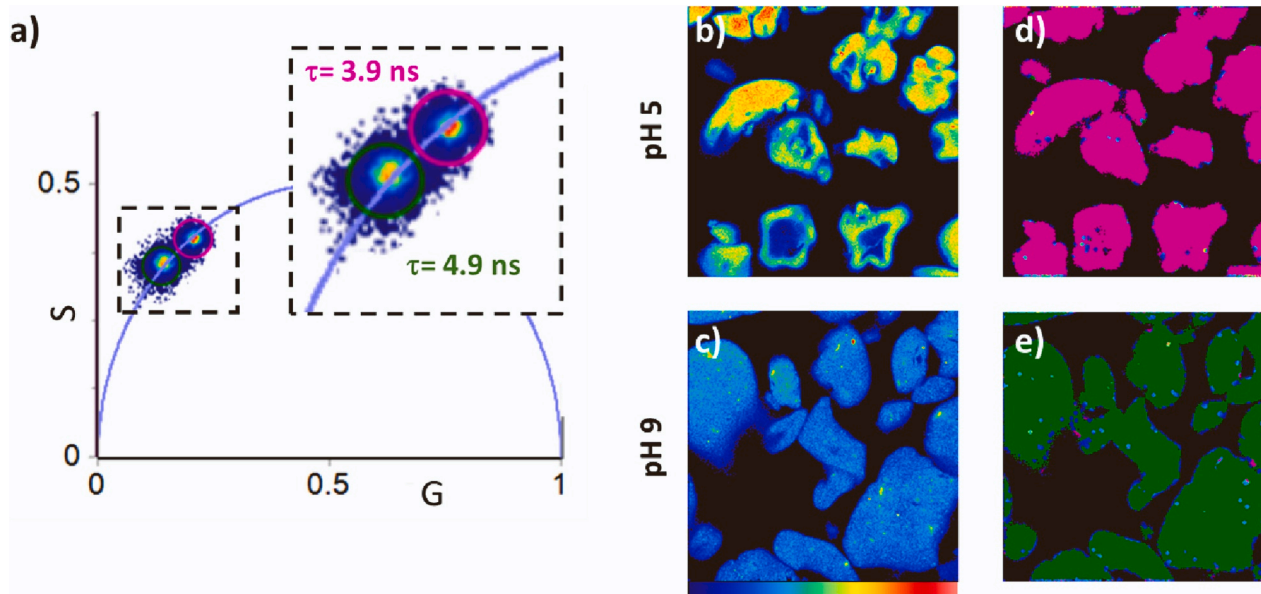 a)
τ= 3.9 ns
τ= 4.9 ns
0.5
S
0
0
0.5
G
1
b)
d)
pH 5
c)
e)
pH 9